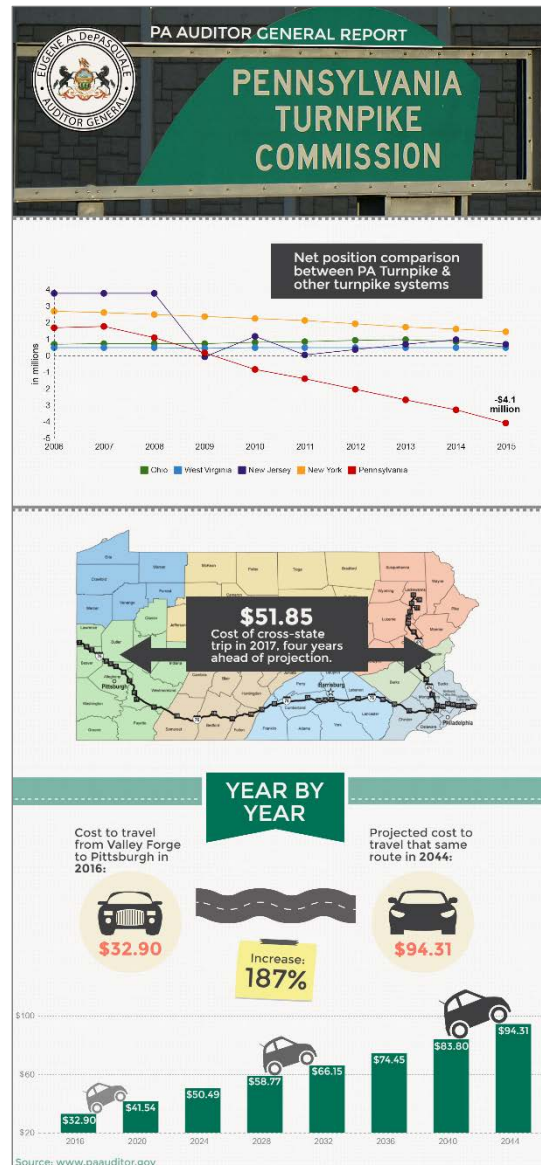 PA AUDITOR GENERAL REPORT
EUGENE A. DePASQUALE
AUDITOR GENERAL
PENNSYLVANIA
TURNPIKE
COMMISSION
Net position comparison
between PA Turnpike &
other turnpike systems
in millions
4
3
2
1
0
-1
-2
-3
-4
-5
-$4.1
million
2006 2007 2008 2009 2010 2011 2012 2013 2014 2015
Ohio West Virginia New Jersey New York Pennsylvania
$51.85
Cost of cross-state
trip in 2017, four years
ahead of projection.
Pittsburgh
Harrisburg
Philadelphia
YEAR BY
YEAR
Cost to travel
from Valley Forge
to Pittsburgh in
2016:
$32.90
Projected cost to
travel that same
route in 2044:
$94.31
Increase:
187%
$100
$60
$20
$32.90
$41.54
$50.49
$58.77
$66.15
$74.45
$83.80
$94.31
2016 2020 2024 2028 2032 2036 2040 2044
Source: www.paauditor.gov